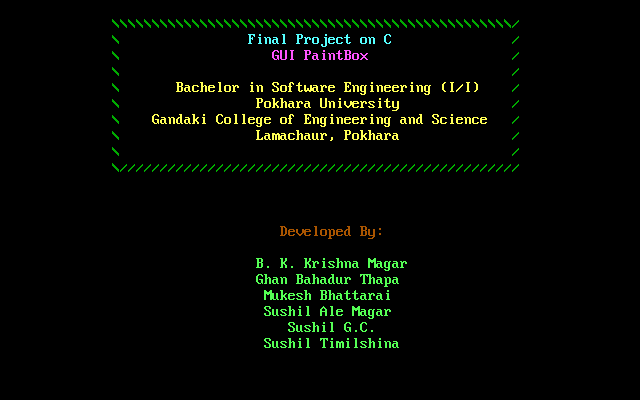 Final Project on C
GUI PaintBox
Bachelor in Software Engineering (I/I)
Pokhara University
Gandaki College of Engineering and Science
Lamachaur, Pokhara
Developed By:
B. K. Krishna Magar
Ghan Bahadur Thapa
Mukesh Bhattarai
Sushil Ale Magar
Sushil G.C.
Sushil Timilshina